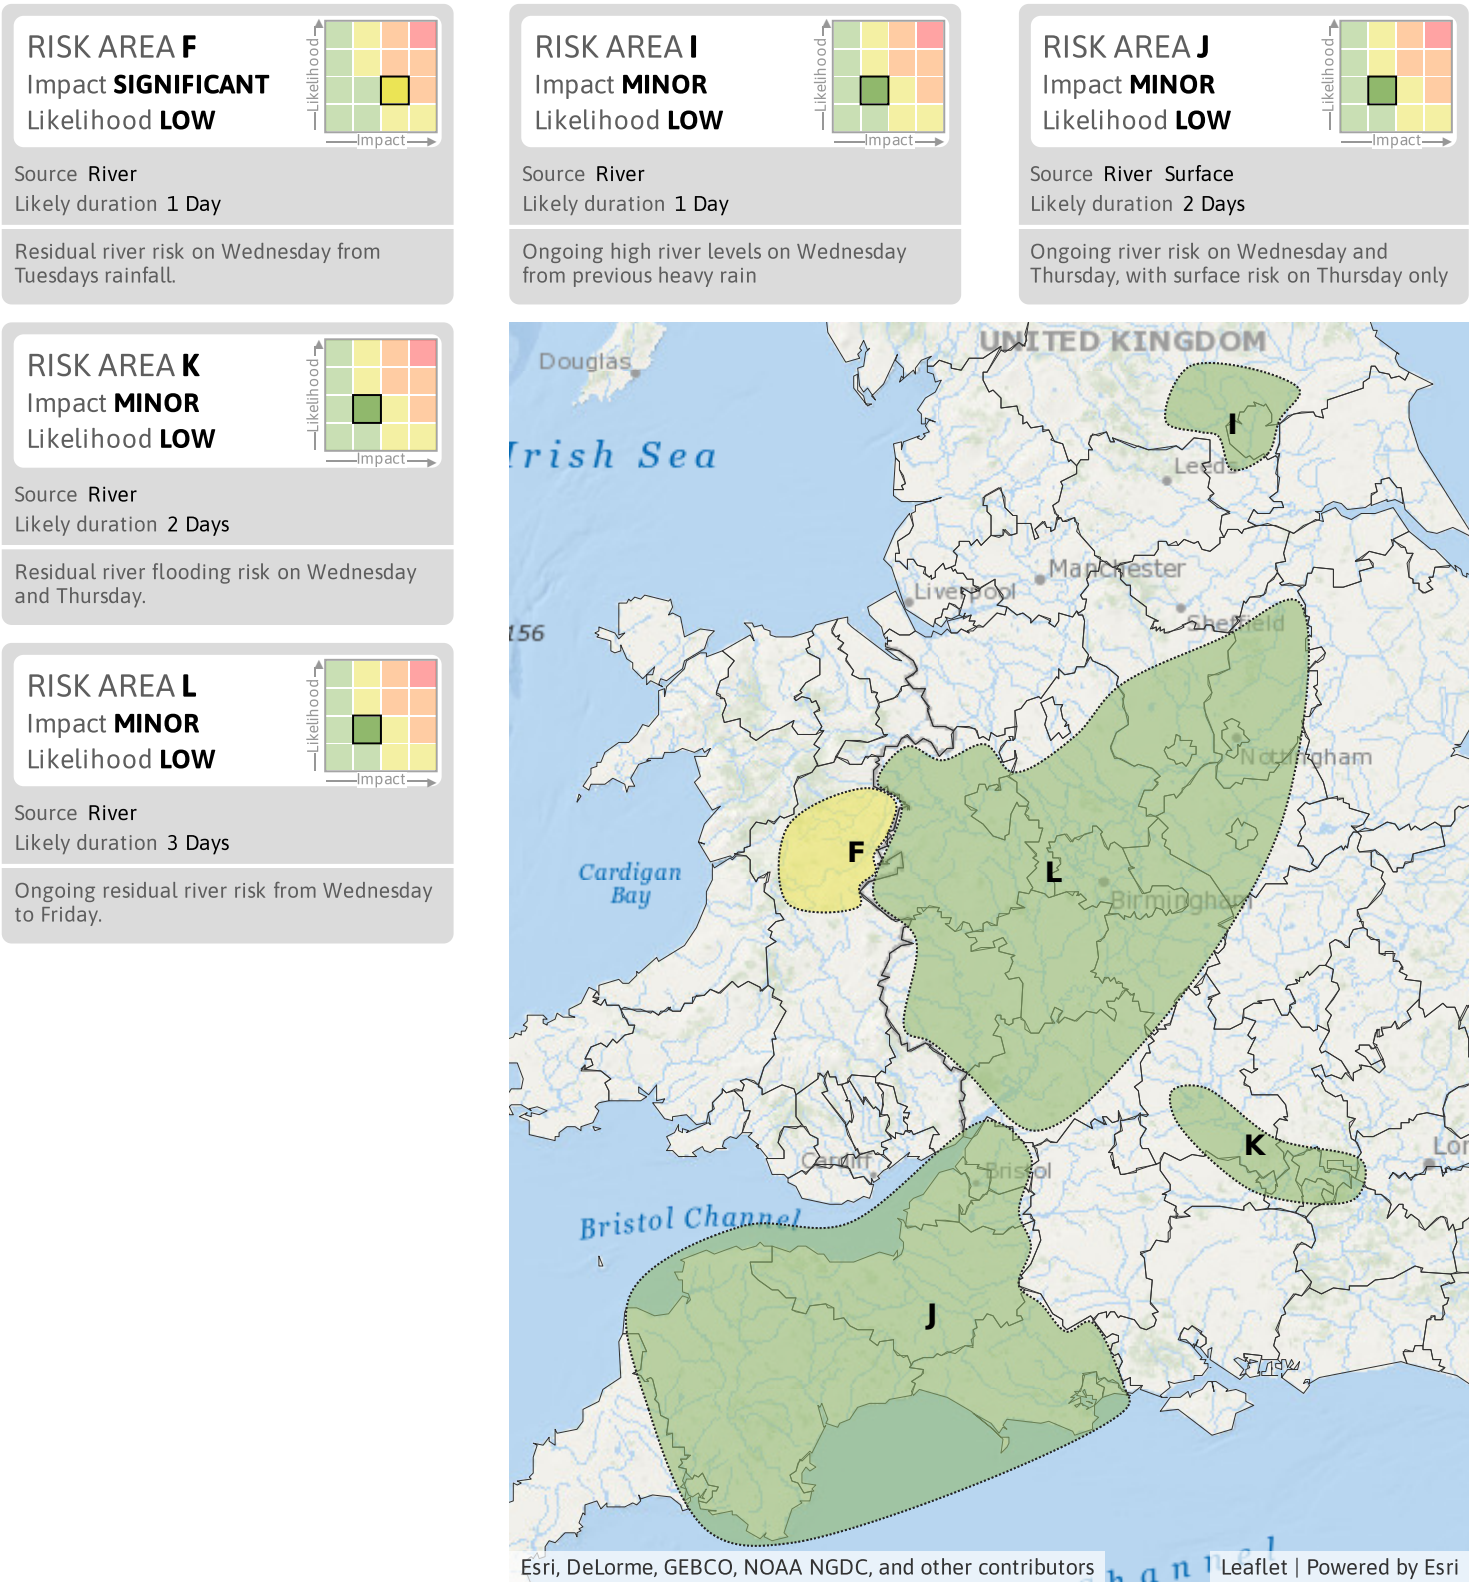 RISK AREA F
Impact SIGNIFICANT
Likelihood LOW
Likelihood
Impact
Source River
Likely duration 1 Day
Residual river risk on Wednesday from
Tuesdays rainfall.
RISK AREA I
Impact MINOR
Likelihood LOW
Likelihood
Impact
Source River
Likely duration 1 Day
Ongoing high river levels on Wednesday
from previous heavy rain
RISK AREA J
Impact MINOR
Likelihood LOW
Likelihood
Impact
Source River Surface
Likely duration 2 Days
Ongoing river risk on Wednesday and
Thursday, with surface risk on Thursday only
RISK AREA K
Impact MINOR
Likelihood LOW
Likelihood
Impact
Source River
Likely duration 2 Days
Residual river flooding risk on Wednesday
and Thursday.
RISK AREA L
Impact MINOR
Likelihood LOW
Likelihood
Impact
Source River
Likely duration 3 Days
Ongoing residual river risk from Wednesday
to Friday.
UNITED KINGDOM
Douglas
I
Irish Sea
Leeds
Manchester
Liverpool
Sheffield
156
Nottingham
F
L
Cardigan
Bay
Birmingham
K
Lon
Cardiff
Bristol
Bristol Channel
J
hannel
Esri, DeLorme, GEBCO, NOAA NGDC, and other contributors
Leaflet | Powered by Esri